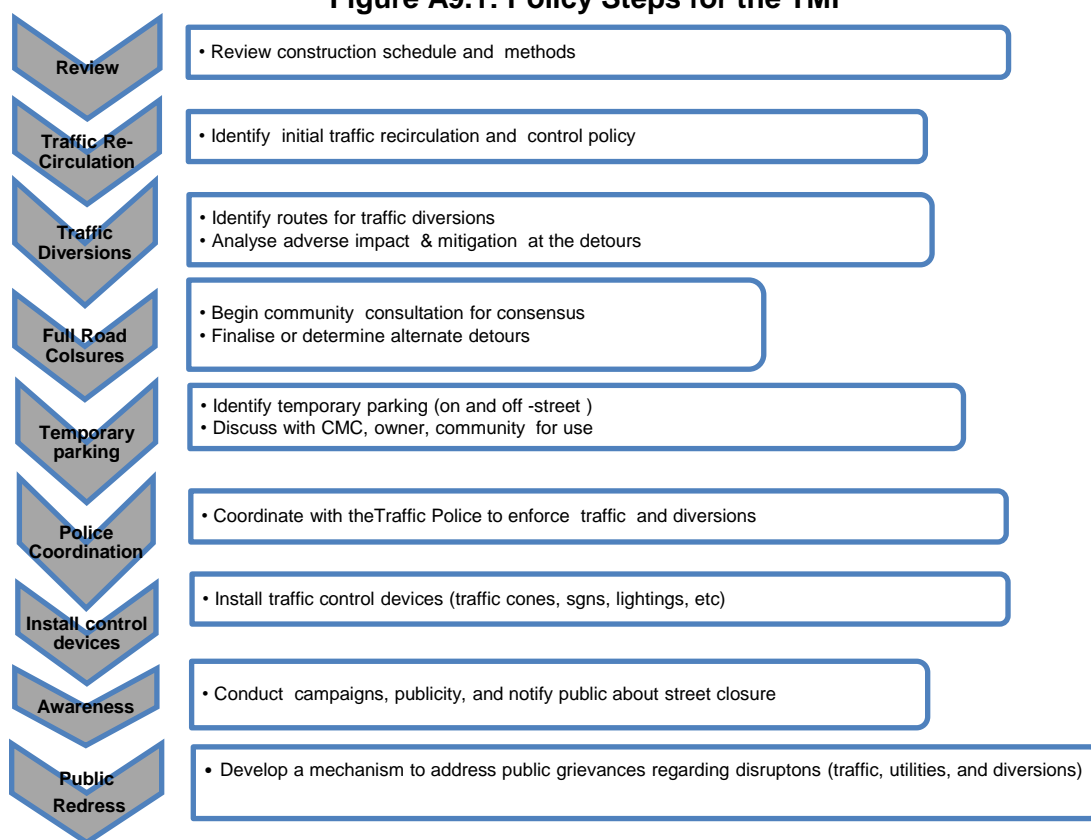 Figure A9.1: Policy Steps for the TMP
Review
• Review construction schedule and methods
Traffic Re-
Circulation
• Identify initial traffic recirculation and control policy
Traffic
Diversions
• Identify routes for traffic diversions
• Analyse adverse impact & mitigation at the detours
Full Road
Colsures
• Begin community consultation for consensus
• Finalise or determine alternate detours
Temporary
parking
• Identify temporary parking (on and off -street )
• Discuss with CMC, owner, community for use
Police
Coordination
• Coordinate with theTraffic Police to enforce traffic and diversions
Install control
devices
• Install traffic control devices (traffic cones, sgns, lightings, etc)
Awareness
• Conduct campaigns, publicity, and notify public about street closure
Public
Redress
• Develop a mechanism to address public grievances regarding disruptons (traffic, utilities, and diversions)